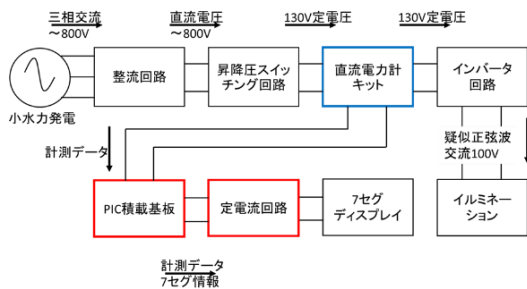 三相交流
～800V
直流電圧
～800V
130V定電圧
130V定電圧
整流回路
昇降圧スイッ
チング回路
直流電力計
キット
インバータ
回路
小水力発電
計測データ
疑似正弦波
交流100V
PIC積載基板
定電流回路
7セグ
ディスプレイ
イルミネー
ション
計測データ
7セグ情報